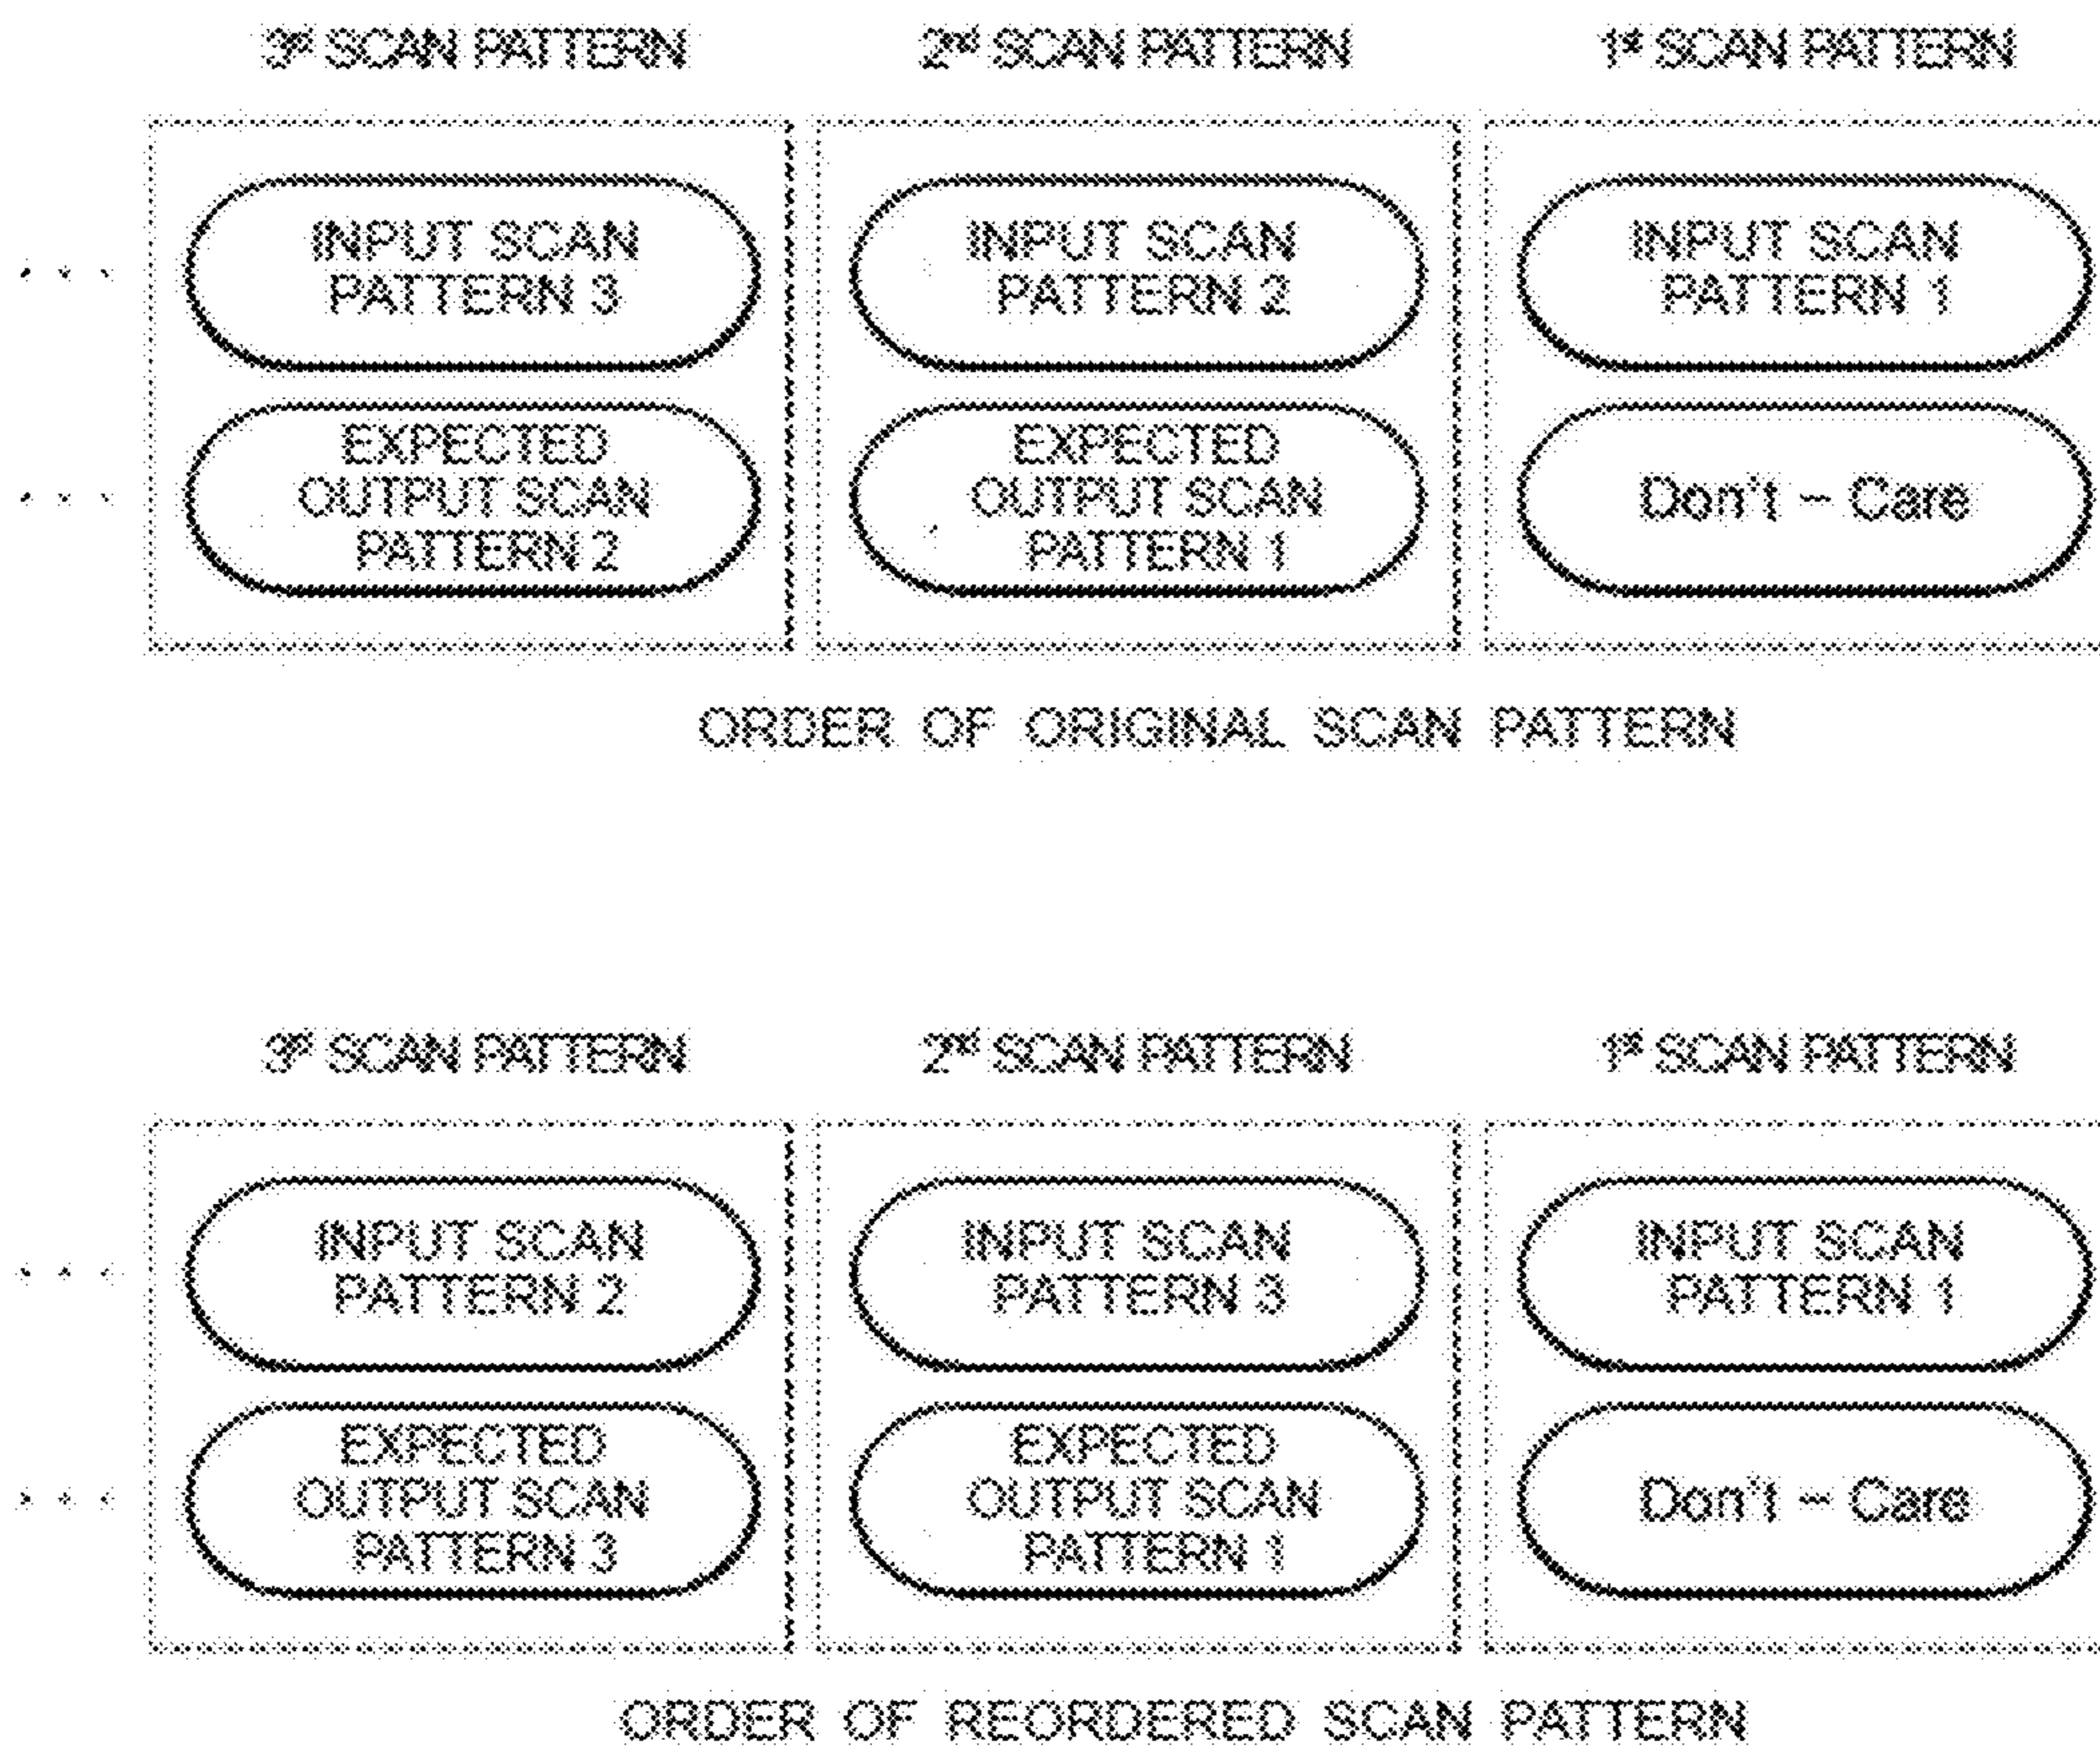 3rd SCAN PATTERN
2nd SCAN PATTERN
1st SCAN PATTERN
INPUT SCAN
PATTERN 3
INPUT SCAN
PATTERN 2
INPUT SCAN
PATTERN 1
EXPECTED
OUTPUT SCAN
PATTERN 2
EXPECTED
OUTPUT SCAN
PATTERN 1
Don't - Care
ORDER OF ORIGINAL SCAN PATTERN
3rd SCAN PATTERN
2nd SCAN PATTERN
1st SCAN PATTERN
INPUT SCAN
PATTERN 2
INPUT SCAN
PATTERN 3
INPUT SCAN
PATTERN 1
EXPECTED
OUTPUT SCAN
PATTERN 3
EXPECTED
OUTPUT SCAN
PATTERN 1
Don't - Care
ORDER OF REORDERED SCAN PATTERN